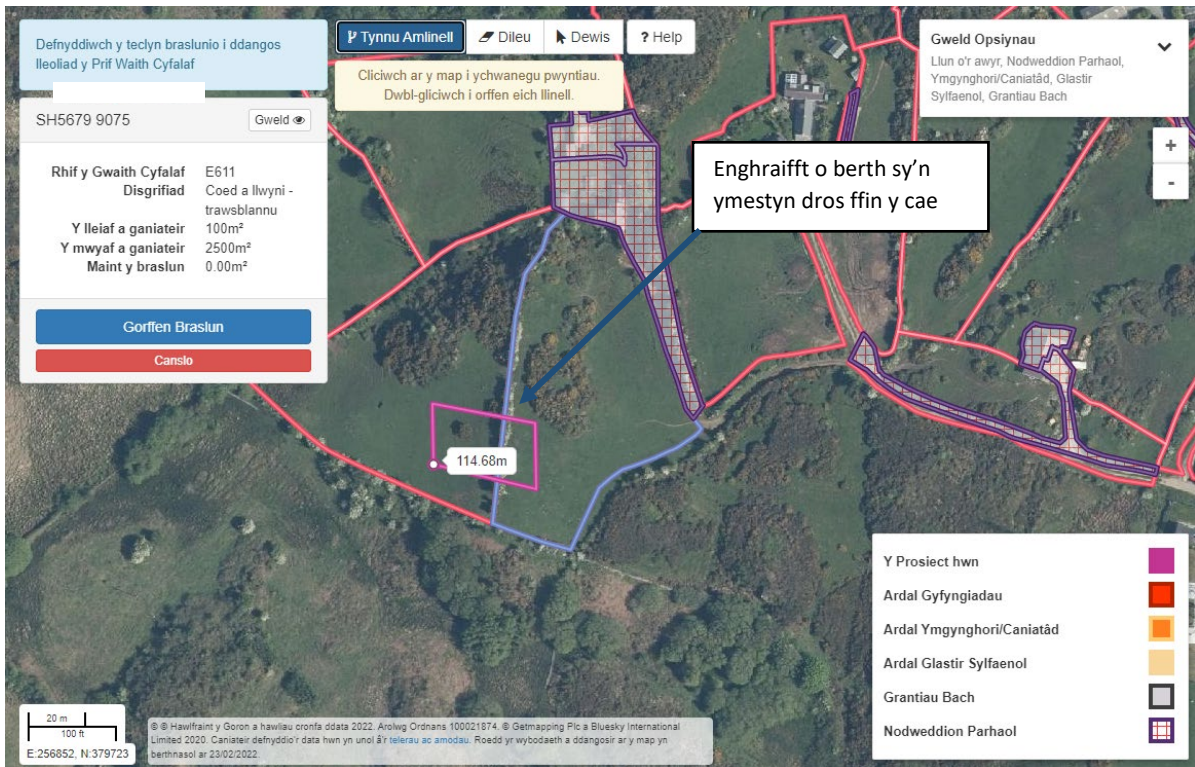 Defnyddiwch y teclyn braslunio i ddangos
lleoliad y Prif Waith Cyfalaf
SH5679 9075
Gweld
Rhif y Gwaith Cyfalaf E611
Disgrifiad Coed a llwyni -
trawsblannu
Y lleiaf a ganiateir 100m²
Y mwyaf a ganiateir 2500m²
Maint y braslun 0.00m²
Gorffen Braslun
Canslo
Tynnu Amlinell
Dileu
Dewis
? Help
Cliciwch ar y map i ychwanegu pwyntiau.
Dwbl-gliciwch i orffen eich llinell.
Gweld Opsiynau
Llun o'r awyr, Nodweddion Parhaol,
Ymgynghori/Caniatâd, Glastir
Sylfaenol, Grantiau Bach
+
-
Enghraifft o berth sy'n
ymestyn dros ffin y cae
114.68m
Y Prosiect hwn
Ardal Gyfyngiadau
Ardal Ymgynghori/Caniatâd
Ardal Glastir Sylfaenol
Grantiau Bach
Nodweddion Parhaol
20 m
100 ft
E:256852, N:379723
© ® Hawlfraint y Goron a hawliau cronfa ddata 2022. Arolwg Ordnans 100021874. ® Getmapping Plc a Bluesky International
Limited 2020. Caniateir defnyddio'r data hwn yn unol â'r telerau ac amodau. Roedd yr wybodaeth a ddangosir ar y map yn
berthnasol ar 23/02/2022.